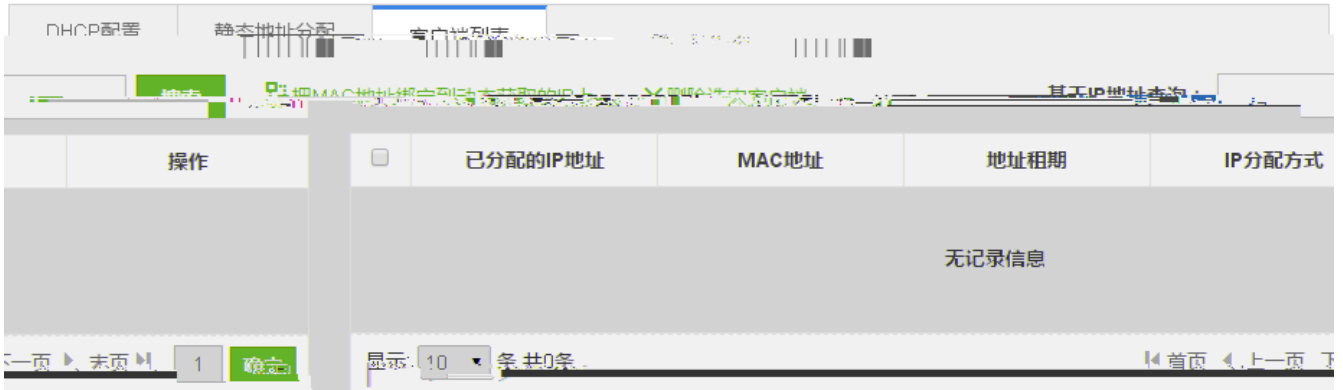 DHCP配置 静态地址分配 客户端列表
搜索 把MAC地址绑定到动态获取的IP上 删除选中客户端 基于IP地址查询：
操作 已分配的IP地址 MAC地址 地址租期 IP分配方式
无记录信息
一页 末页 1 确定 显示: 10 条 共0条 首页 上一页